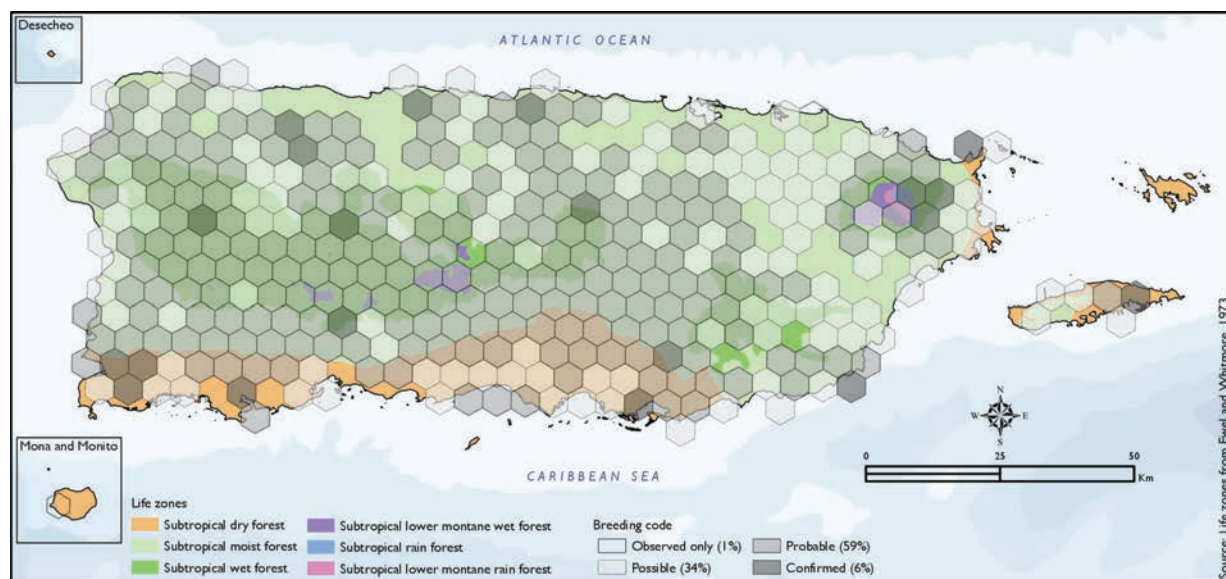 Desecheo
ATLANTIC OCEAN
N
W E
S
0 25 50
Km
Mona and Monito
CARIBBEAN SEA
Life zones
Subtropical dry forest
Subtropical moist forest
Subtropical wet forest
Subtropical lower montane wet forest
Subtropical rain forest
Subtropical lower montane rain forest
Breeding code
Observed only (1%)
Possible (34%)
Probable (59%)
Confirmed (6%)
Source: Life zones from Ewel and Whitmore, 1973